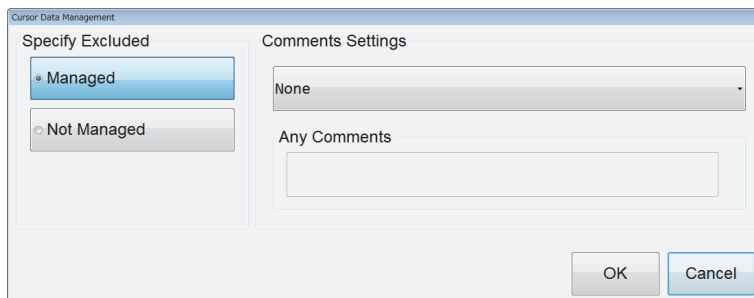 Cursor Data Management
Specify Excluded
Managed
Not Managed
Comments Settings
None
Any Comments
OK
Cancel